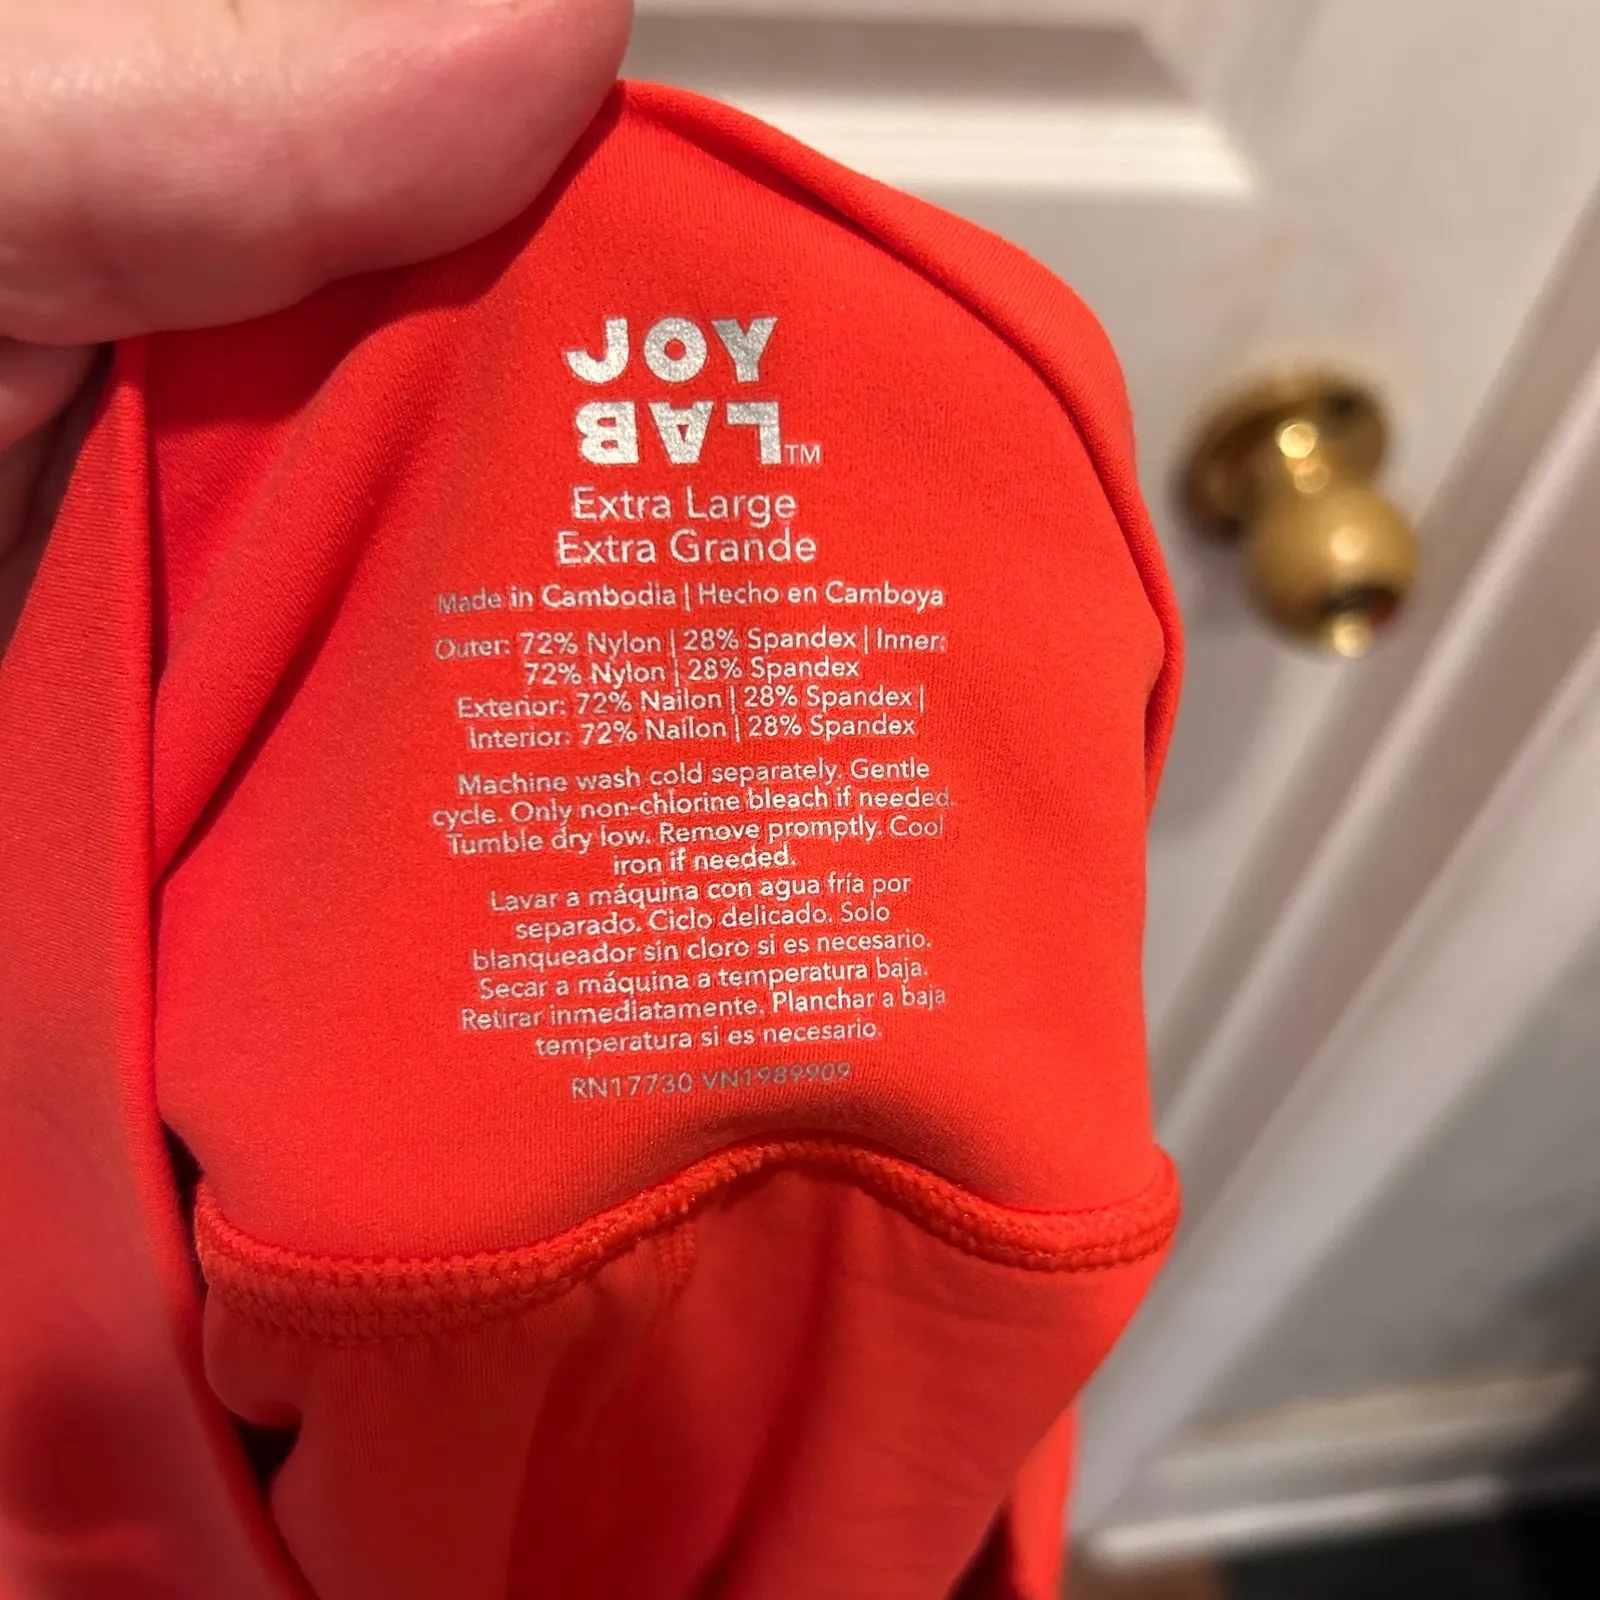 JOY
LAB™
Extra Large
Extra Grande
Made in Cambodia | Hecho en Camboya
Outer: 72% Nylon | 28% Spandex | Inner:
72% Nylon | 28% Spandex
Exterior: 72% Nailon | 28% Spandex |
Interior: 72% Nailon | 28% Spandex
Machine wash cold separately. Gentle
cycle. Only non-chlorine bleach if needed.
Tumble dry low. Remove promptly. Cool
iron if needed.
Lavar a máquina con agua fría por
separado. Ciclo delicado. Solo
blanqueador sin cloro si es necesario.
Secar a máquina a temperatura baja.
Retirar inmediatamente. Planchar a baja
temperatura si es necesario.
RN17730 VN1989909